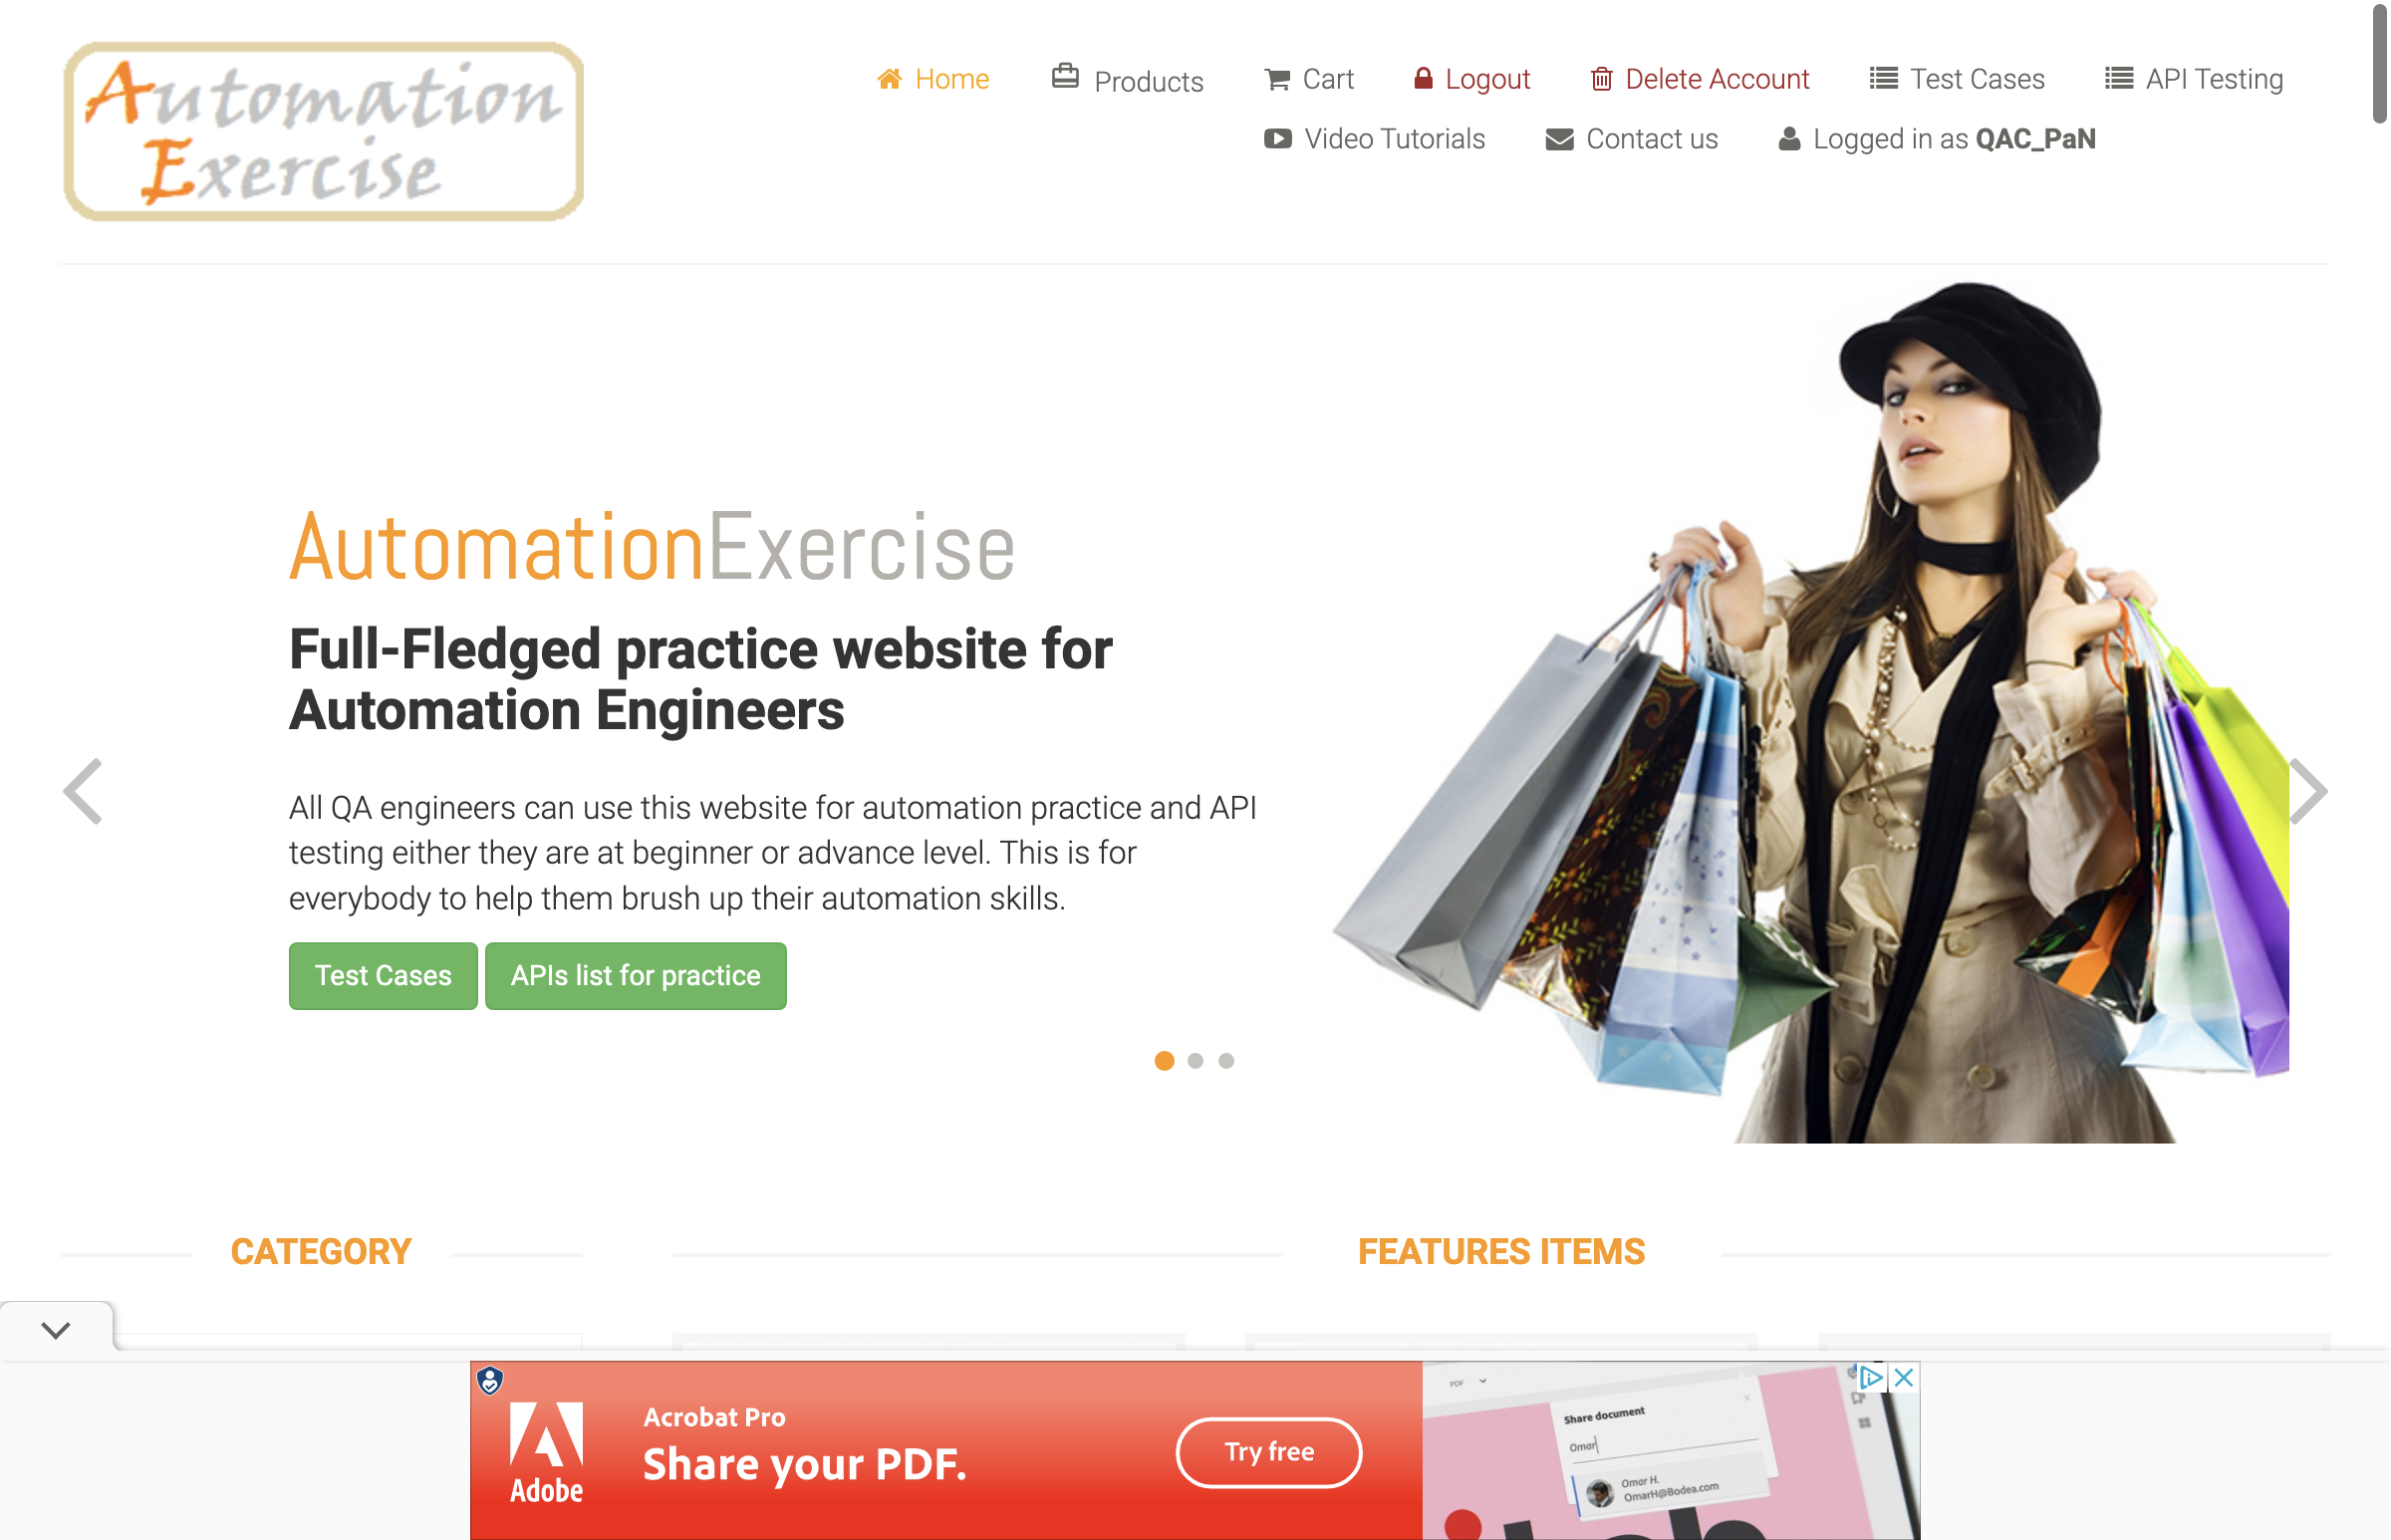 Automation
Exercise
Home Products Cart Logout Delete Account Test Cases API Testing
Video Tutorials Contact us Logged in as QAC_PaN
AutomationExercise
Full-Fledged practice website for
Automation Engineers
All QA engineers can use this website for automation practice and API
testing either they are at beginner or advance level. This is for
everybody to help them brush up their automation skills.
Test Cases APIs list for practice
CATEGORY
FEATURES ITEMS
Adobe
Acrobat Pro
Share your PDF.
Try free
PDF
Share document
Omar
Omar H.
OmarH@Bodea.com